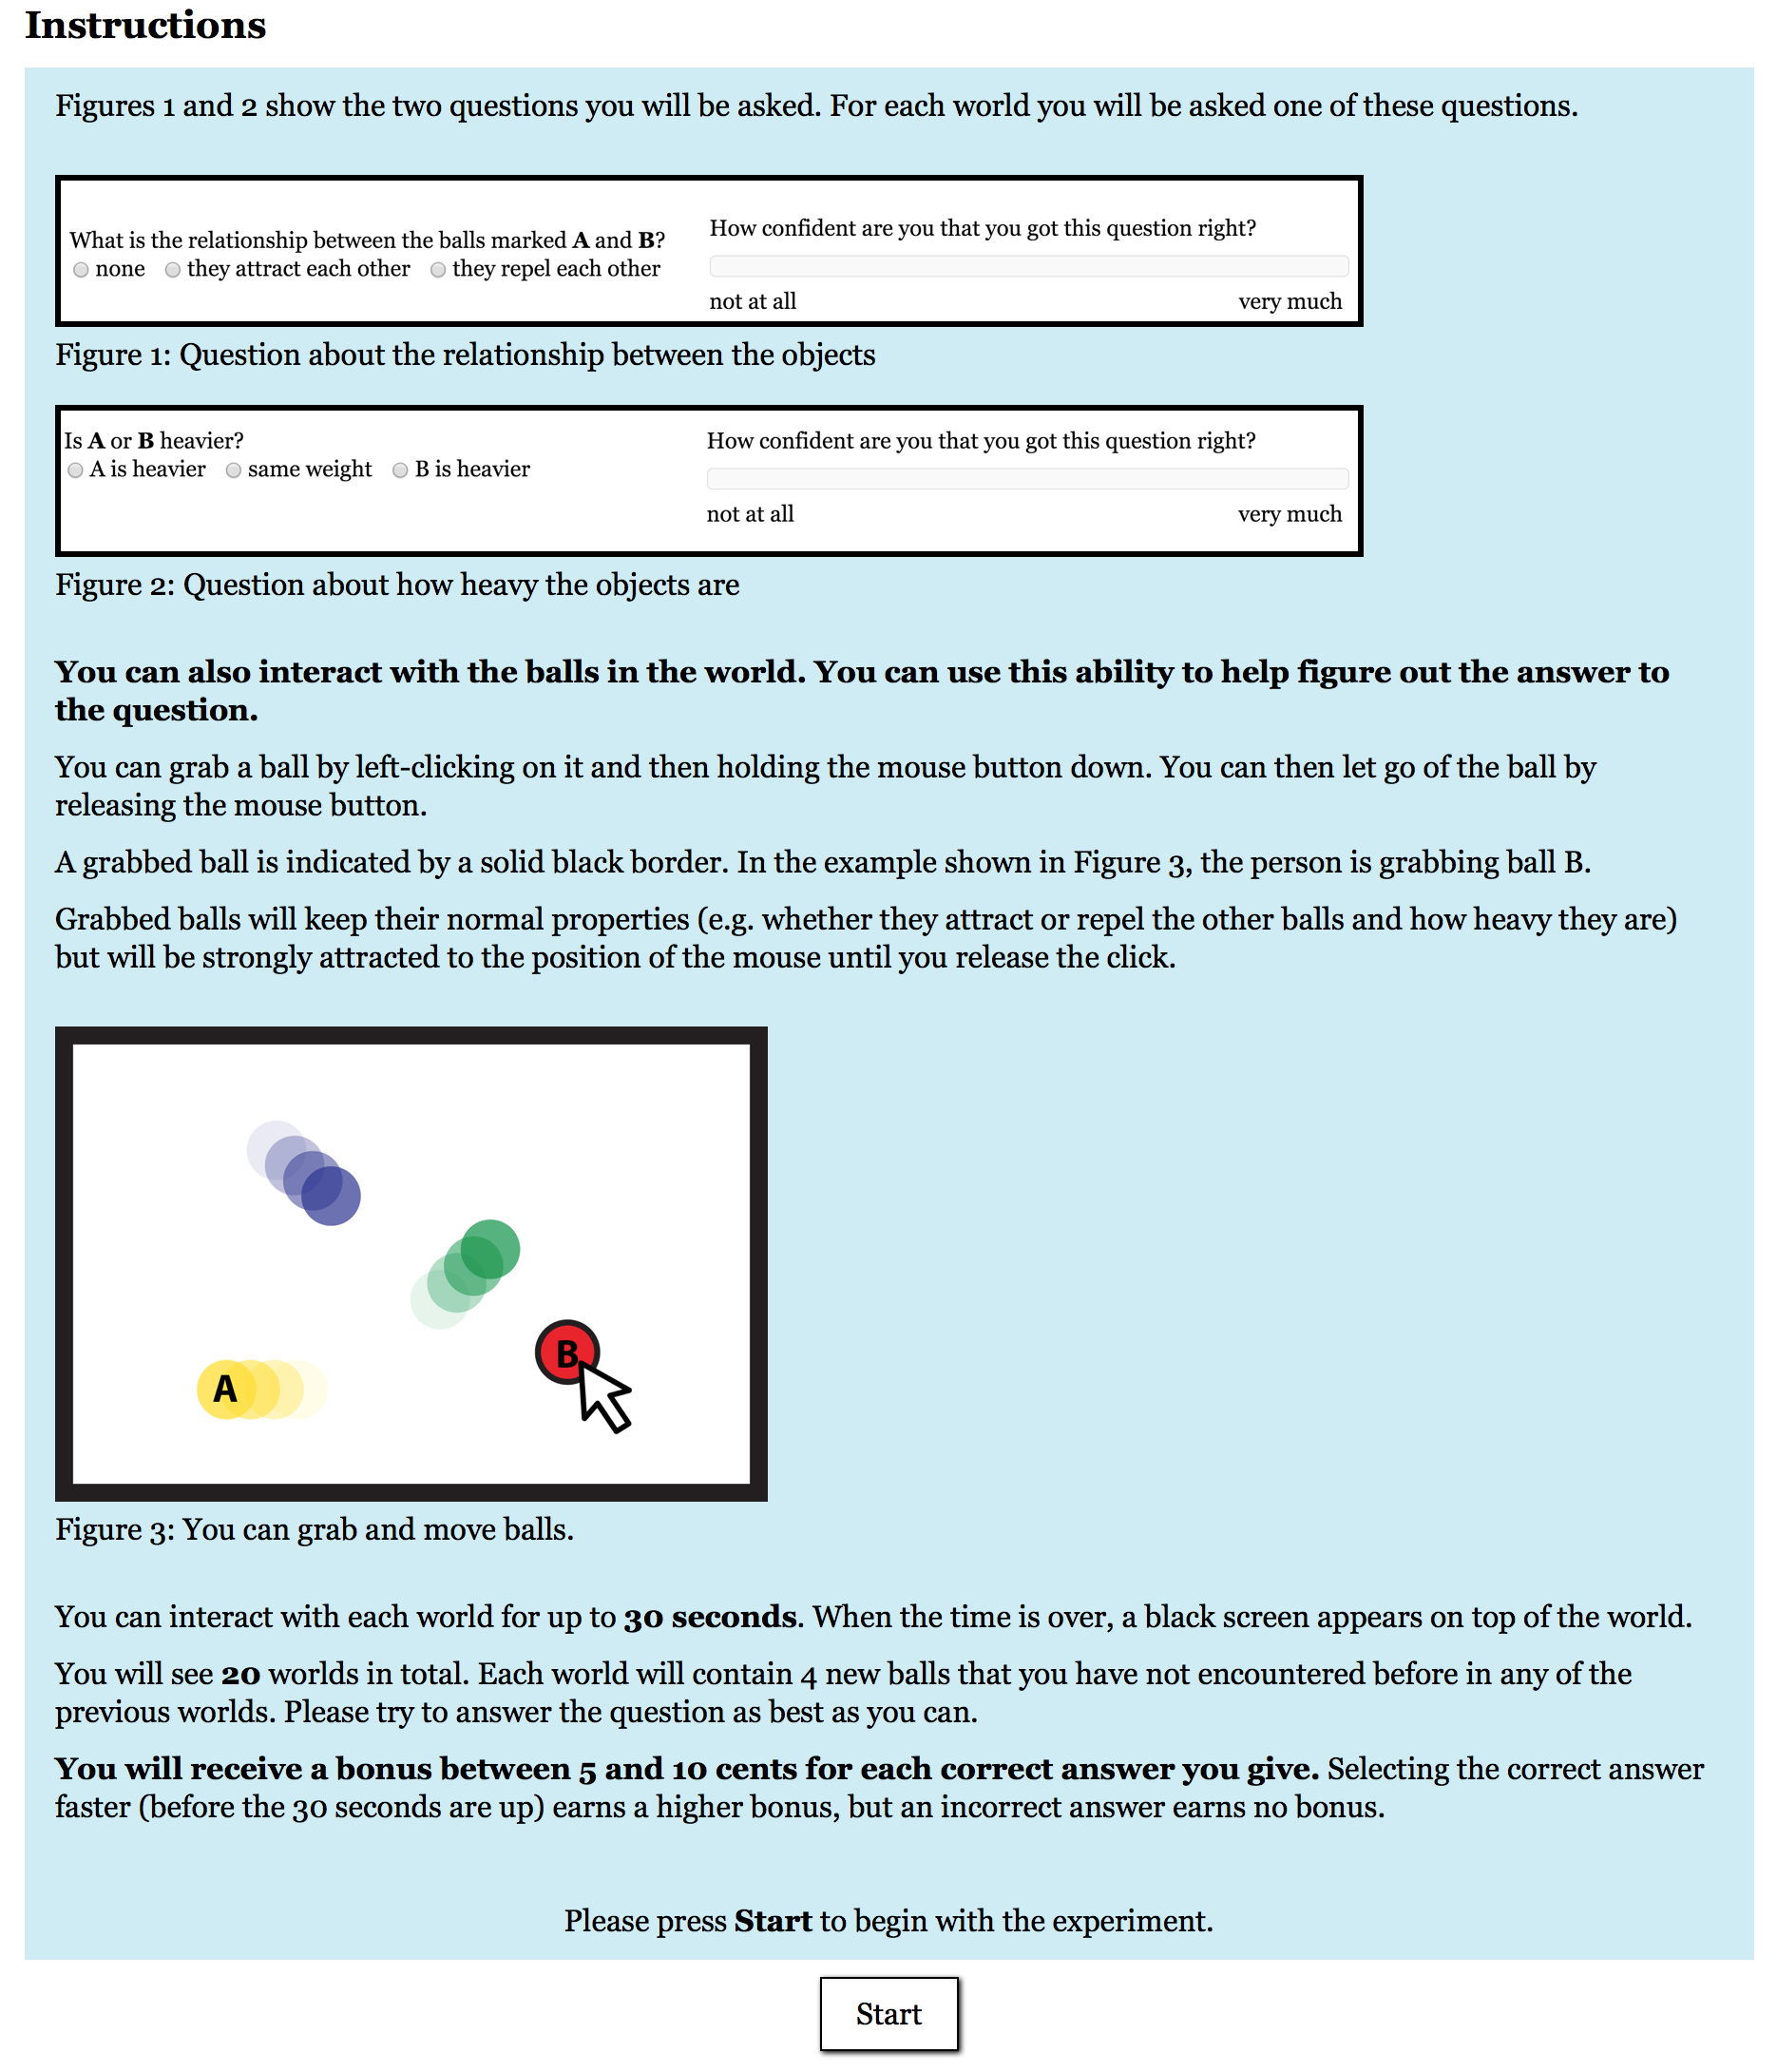 Instructions
Figures 1 and 2 show the two questions you will be asked. For each world you will be asked one of these questions.
What is the relationship between the balls marked A and B?
none they attract each other they repel each other
How confident are you that you got this question right?
not at all very much
Figure 1: Question about the relationship between the objects
Is A or B heavier?
A is heavier same weight B is heavier
How confident are you that you got this question right?
not at all very much
Figure 2: Question about how heavy the objects are
You can also interact with the balls in the world. You can use this ability to help figure out the answer to
the question.
You can grab a ball by left-clicking on it and then holding the mouse button down. You can then let go of the ball by
releasing the mouse button.
A grabbed ball is indicated by a solid black border. In the example shown in Figure 3, the person is grabbing ball B.
Grabbed balls will keep their normal properties (e.g. whether they attract or repel the other balls and how heavy they are)
but will be strongly attracted to the position of the mouse until you release the click.
B
A
Figure 3: You can grab and move balls.
You can interact with each world for up to 30 seconds. When the time is over, a black screen appears on top of the world.
You will see 20 worlds in total. Each world will contain 4 new balls that you have not encountered before in any of the
previous worlds. Please try to answer the question as best as you can.
You will receive a bonus between 5 and 10 cents for each correct answer you give. Selecting the correct answer
faster (before the 30 seconds are up) earns a higher bonus, but an incorrect answer earns no bonus.
Please press Start to begin with the experiment.
Start